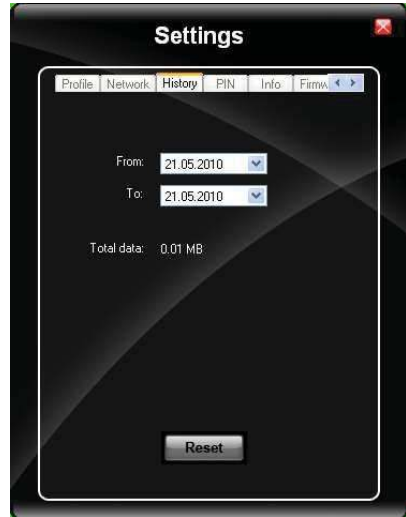 Settings
Profile Network History PIN Info Firmw
From: 21.05.2010
To: 21.05.2010
Total data: 0.01 MB
Reset